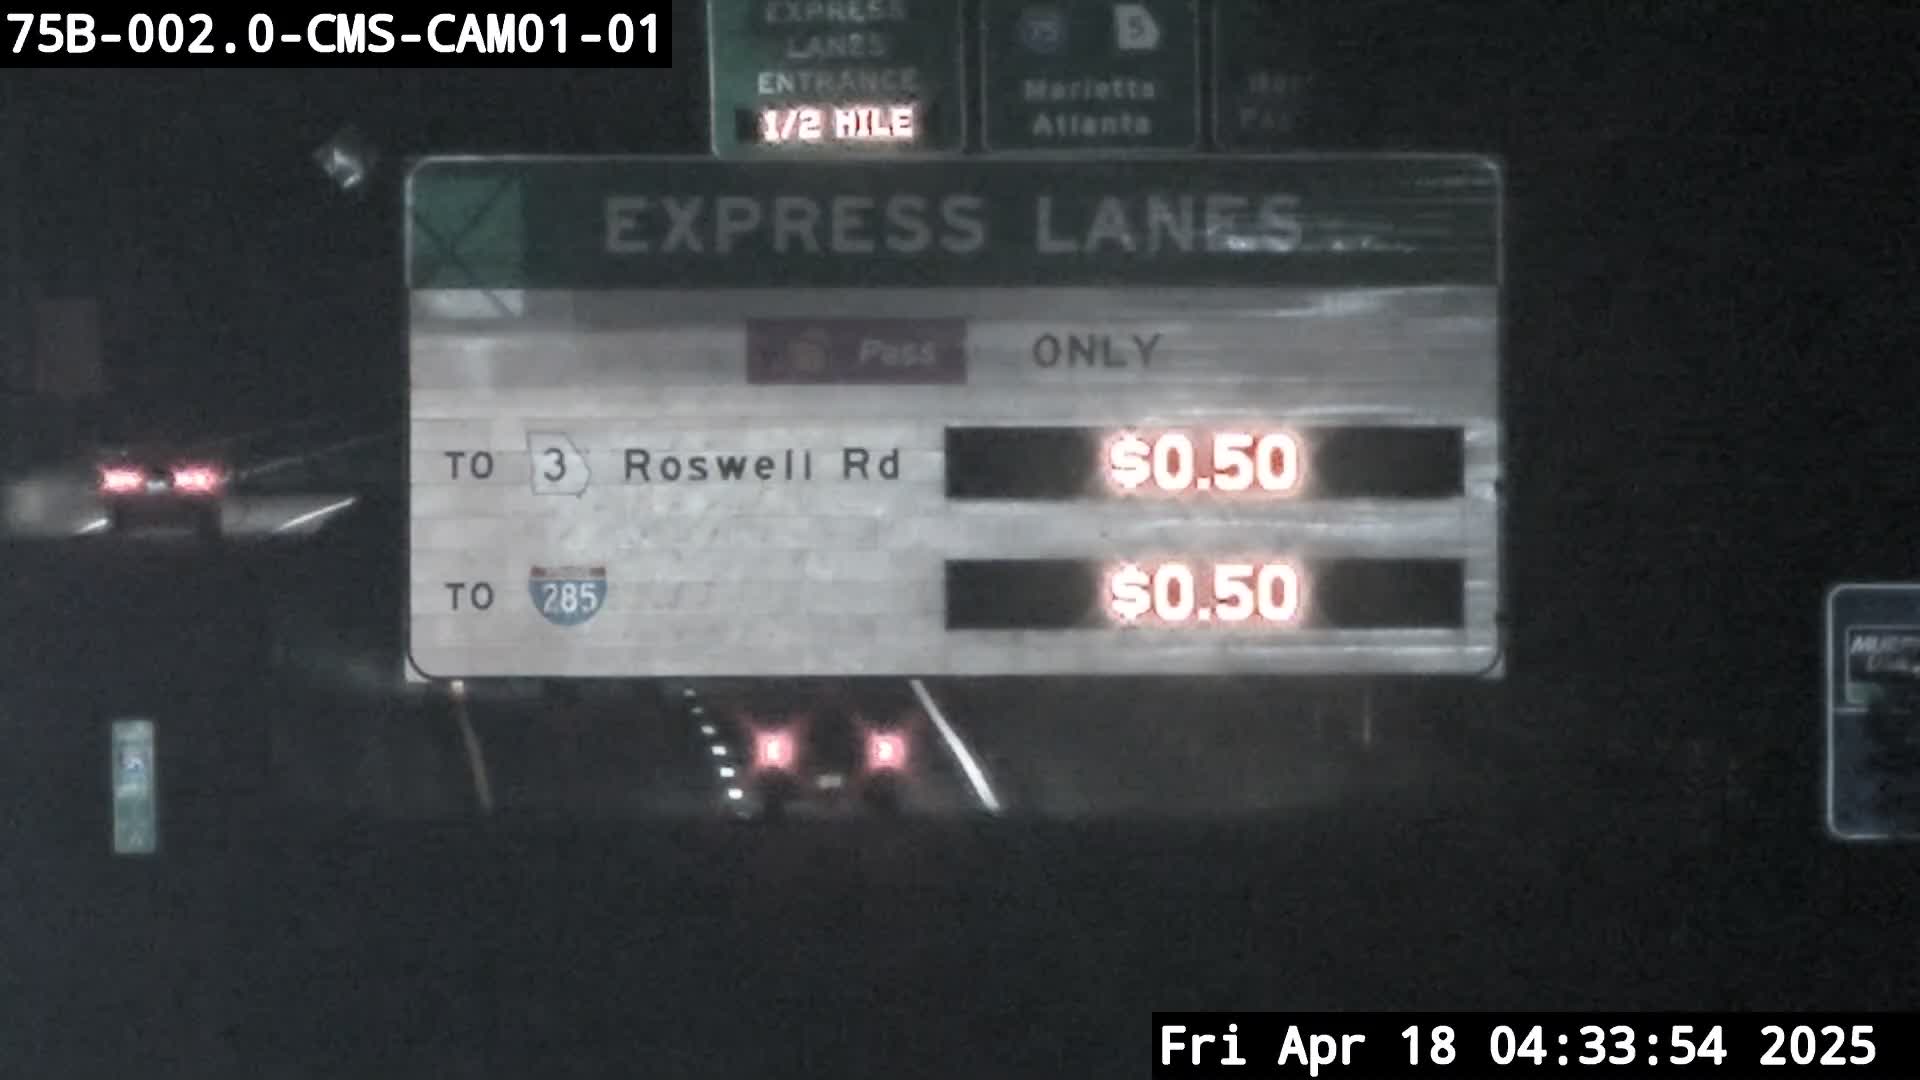 75B-002.0-CMS-CAM01-01
EXPRESS
LANES
ENTRANCE
1/2 MILE
75 5
Marietta
Atlanta
EXPRESS LANES
Pass ONLY
TO 3 Roswell Rd $0.50
TO 285 $0.50
Fri Apr 18 04:33:54 2025